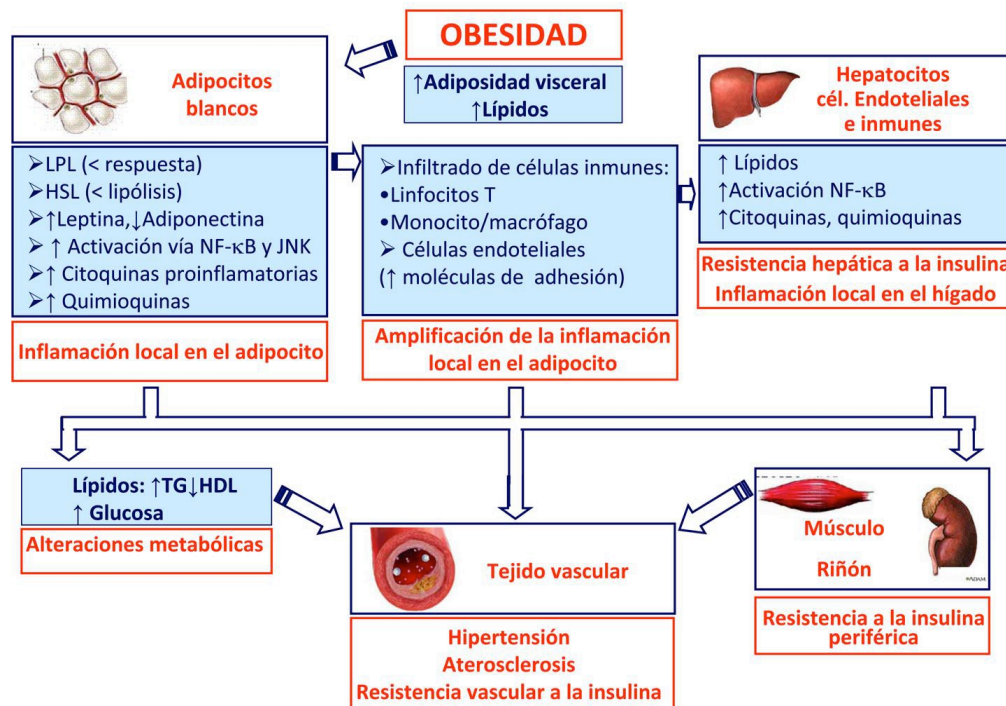 OBESIDAD
↑Adiposidad visceral
↑Lípidos
Adipocitos
blancos
➢LPL (< respuesta)
➢HSL (< lipólisis)
➢↑Leptina,↓Adiponectina
➢ ↑ Activación vía NF-κB y JNK
➢↑ Citoquinas proinflamatorias
➢↑ Quimioquinas
Inflamación local en el adipocito
➢Infiltrado de células inmunes:
•Linfocitos T
•Monocito/macrófago
➢ Células endoteliales
(↑ moléculas de adhesión)
Amplificación de la inflamación
local en el adipocito
Hepatocitos
cél. Endoteliales
e inmunes
↑ Lípidos
↑Activación NF-κB
↑Citoquinas, quimioquinas
Resistencia hepática a la insulina
Inflamación local en el hígado
Lípidos: ↑TG↓HDL
↑ Glucosa
Alteraciones metabólicas
Tejido vascular
Hipertensión
Aterosclerosis
Resistencia vascular a la insulina
Músculo
Riñón
©ADAM
Resistencia a la insulina
periférica